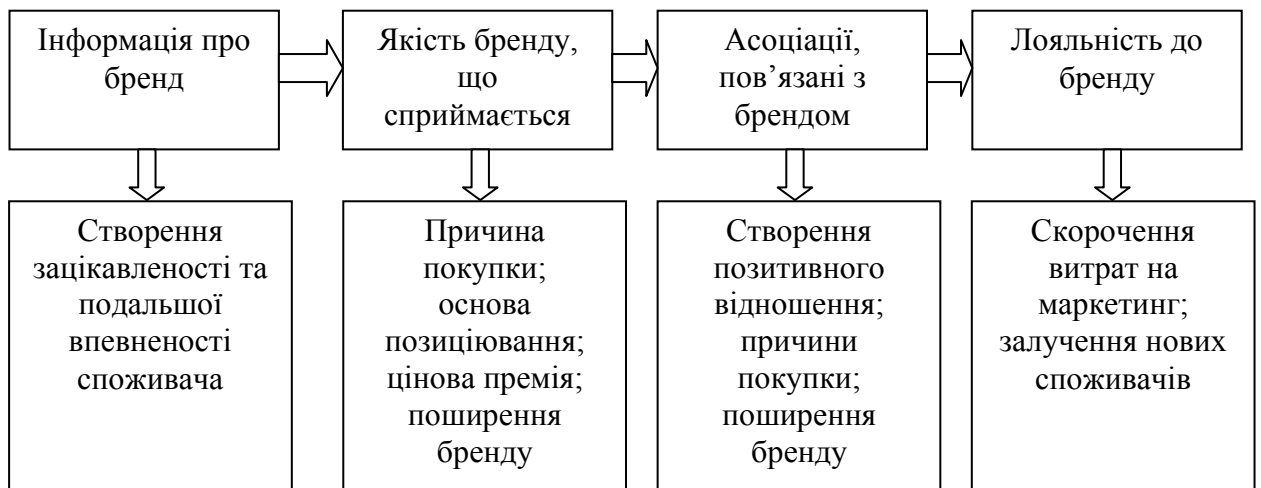 Інформація про
бренд
Якість бренду,
що
сприймається
Асоціації,
пов’язані з
брендом
Лояльність до
бренду
Створення
зацікавленості та
подальшої
впевненості
споживача
Причина
покупки;
основа
позиціювання;
цінова премія;
поширення
бренду
Створення
позитивного
відношення;
причини
покупки;
поширення
бренду
Скорочення
витрат на
маркетинг;
залучення нових
споживачів